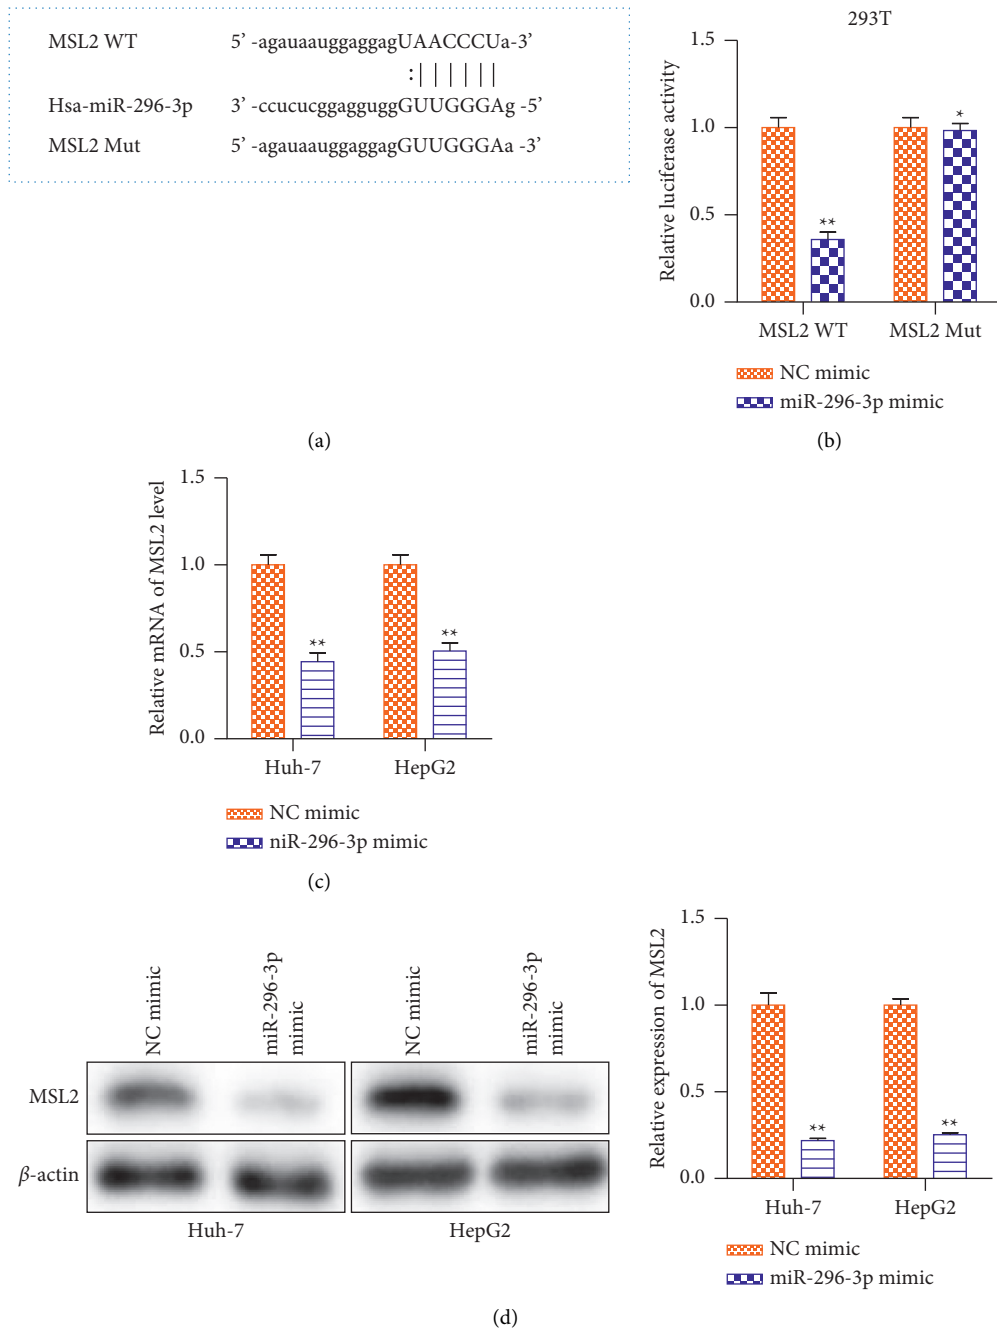 MSL2 WT 5’ -agauaauggaggagUAACCCUa-3’
:||||||
Hsa-miR-296-3p 3’ -ccucucggagguggGUUGGGAg -5’
MSL2 Mut 5’ -agauaauggaggagGUUGGGAa -3’
(a)
293T
Relative luciferase activity
1.5
1.0
0.5
0.0
**
*
MSL2 WT MSL2 Mut
NC mimic
miR-296-3p mimic
(b)
Relative mRNA of MSL2 level
1.5
1.0
0.5
0.0
**
**
Huh-7 HepG2
NC mimic
niR-296-3p mimic
(c)
NC mimic
miR-296-3p
mimic
NC mimic
miR-296-3p
mimic
MSL2
β-actin
Huh-7 HepG2
Relative expression of MSL2
1.5
1.0
0.5
0.0
**
**
Huh-7 HepG2
NC mimic
miR-296-3p mimic
(d)